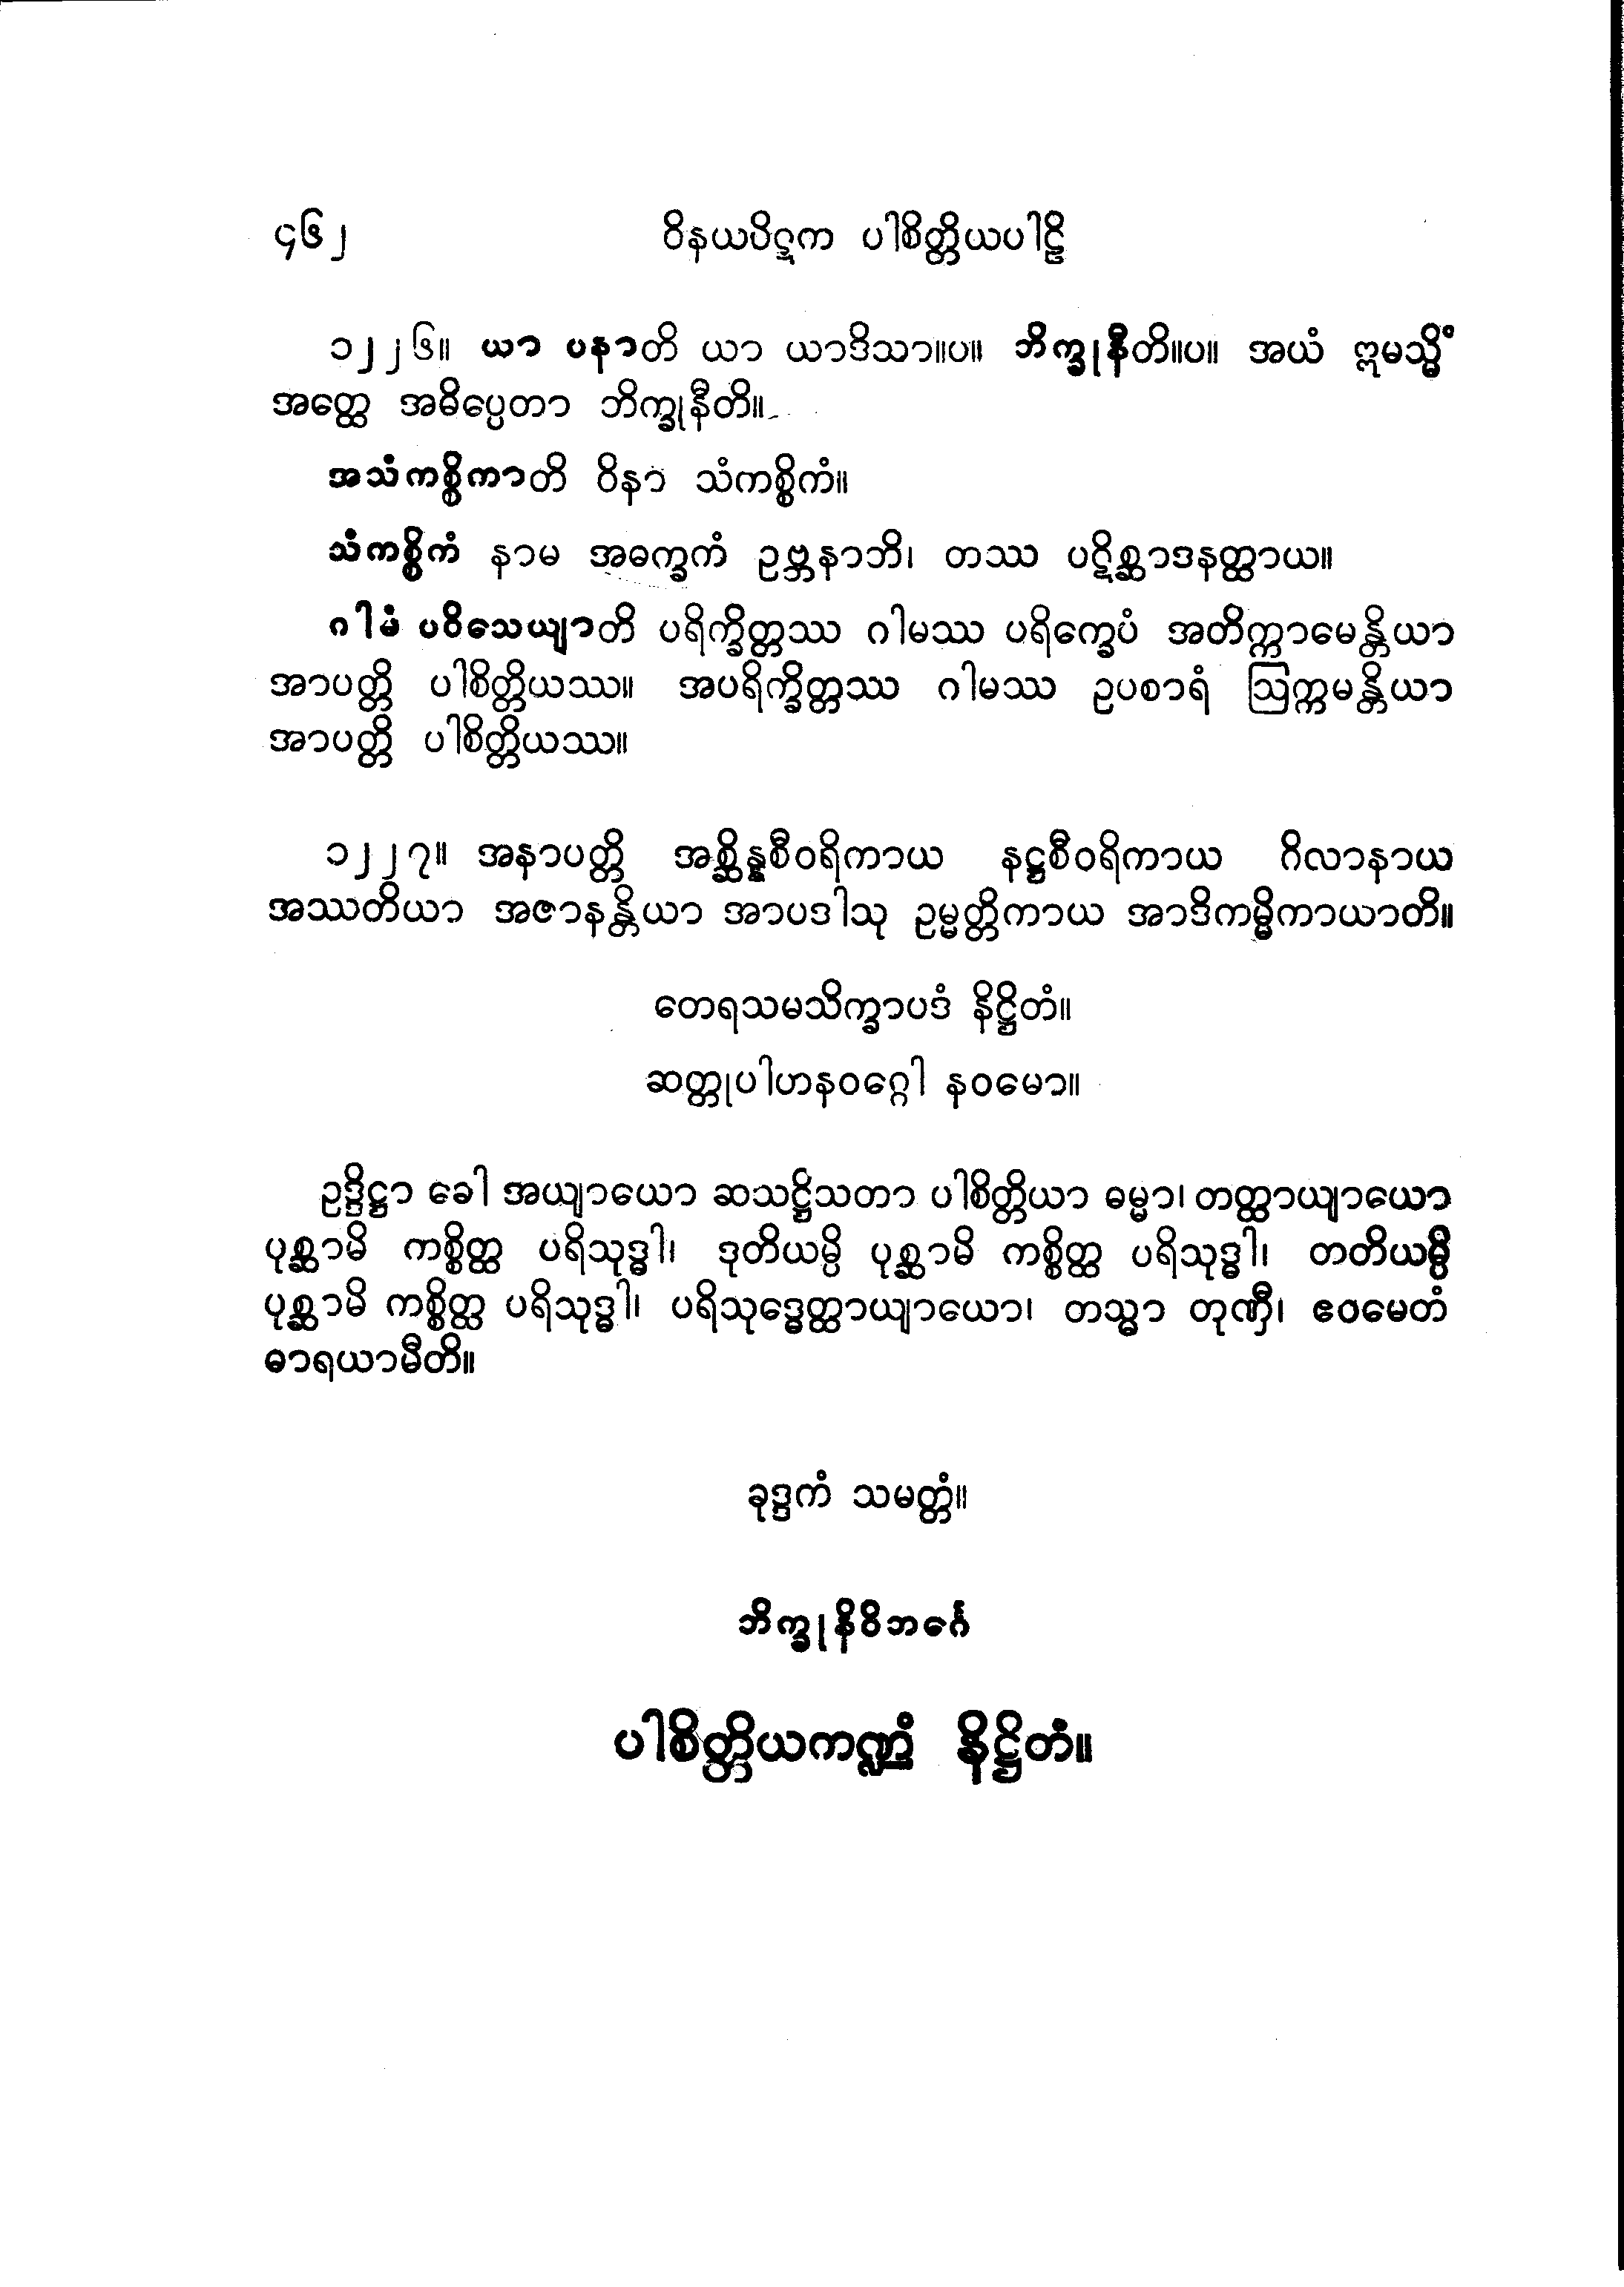 ၄၆၂ ဝိနယပိဋက ပါစိတ္တိယပါဠိ
၁၂၂၆။ ယာ ပနာတိ ယာ ယာဒိသာ။ပ။ ဘိက္ခုနီတိ။ပ။ အယံ ဣမသ္မိံ
အတ္ထေ အဓိပ္ပေတာ ဘိက္ခုနီတိ။
အသံကစ္စိကာတိ ဝိနာ သံကစ္စိကံ။
သံကစ္စိကံ နာမ အဓက္ခကံ ဥဗ္ဘနာဘိ၊ တဿ ပဋိစ္ဆာဒနတ္ထာယ။
ဂါမံ ပဝိသေယျာတိ ပရိက္ခိတ္တဿ ဂါမဿ ပရိက္ခေပံ အတိက္ကာမေန္တိယာ
အာပတ္တိ ပါစိတ္တိယဿ။ အပရိက္ခိတ္တဿ ဂါမဿ ဥပစာရံ ဩက္ကမန္တိယာ
အာပတ္တိ ပါစိတ္တိယဿ။
၁၂၂၇။ အနာပတ္တိ အစ္ဆိန္နစီဝရိကာယ နဋ္ဌစီဝရိကာယ ဂိလာနာယ
အဿတိယာ အဇာနန္တိယာ အာပဒါသု ဥမ္မတ္တိကာယ အာဒိကမ္မိကာယာတိ။
တေရသမသိက္ခာပဒံ နိဋ္ဌိတံ။
ဆတ္တုပါဟနဝဂ္ဂေါ နဝမော။
ဥဒ္ဒိဋ္ဌာ ခေါ အယျာယော ဆသဋ္ဌိသတာ ပါစိတ္တိယာ ဓမ္မာ၊ တတ္ထာယျာယော
ပုစ္ဆာမိ ကစ္စိတ္ထ ပရိသုဒ္ဓါ၊ ဒုတိယမ္ပိ ပုစ္ဆာမိ ကစ္စိတ္ထ ပရိသုဒ္ဓါ၊ တတိယမ္ပိ
ပုစ္ဆာမိ ကစ္စိတ္ထ ပရိသုဒ္ဓါ၊ ပရိသုဒ္ဓေတ္ထာယျာယော၊ တသ္မာ တုဏှီ၊ ဧဝမေတံ
ဓာရယာမီတိ။
ခုဒ္ဒကံ သမတ္တံ။
ဘိက္ခုနိဝိဘင်္ဂေ
ပါစိတ္တိယကဏ္ဍံ နိဋ္ဌိတံ။